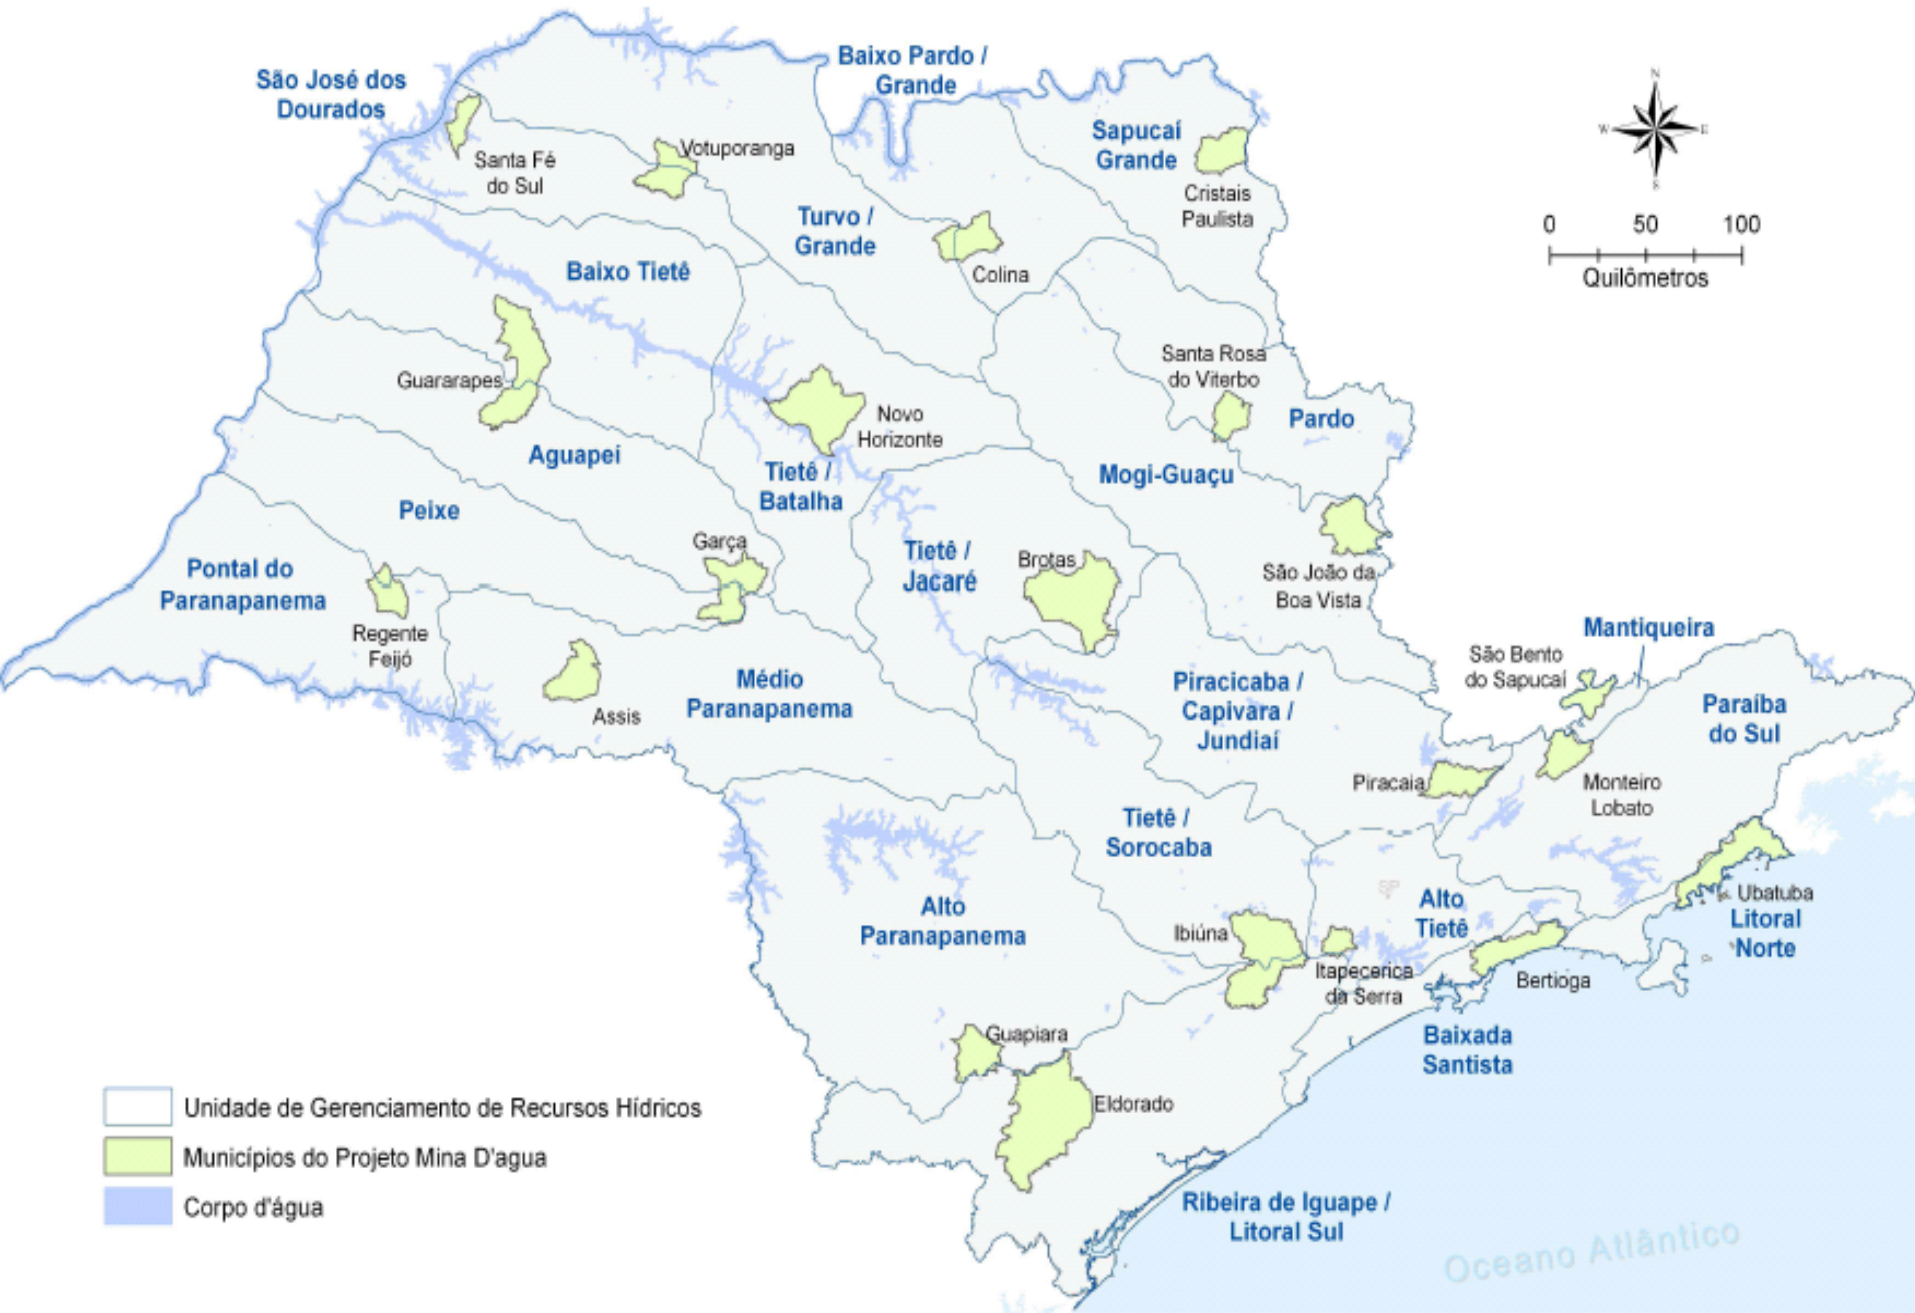 São José dos
Dourados
Baixo Pardo /
Grande
Sapucaí
Grande
N
W
E
S
0 50 100
Quilômetros
Santa Fé
do Sul
Votuporanga
Cristais
Paulista
Turvo /
Grande
Colina
Baixo Tietê
Guararapes
Santa Rosa
do Viterbo
Pardo
Novo
Horizonte
Aguapeí
Tietê /
Batalha
Mogi-Guaçu
Peixe
Garça
Tietê /
Jacaré
Brotas
São João da
Boa Vista
Pontal do
Paranapanema
Regente
Feijó
Mantiqueira
São Bento
do Sapucaí
Assis
Médio
Paranapanema
Piracicaba /
Capivara /
Jundiaí
Paraíba
do Sul
Piracaia
Monteiro
Lobato
Tietê /
Sorocaba
SP
Alto
Tietê
Ubatuba
Litoral
Norte
Alto
Paranapanema
Ibiúna
Itapecerica
da Serra
Bertioga
Guapiara
Baixada
Santista
Eldorado
Unidade de Gerenciamento de Recursos Hídricos
Municípios do Projeto Mina D'agua
Corpo d'água
Ribeira de Iguape /
Litoral Sul
Oceano Atlântico